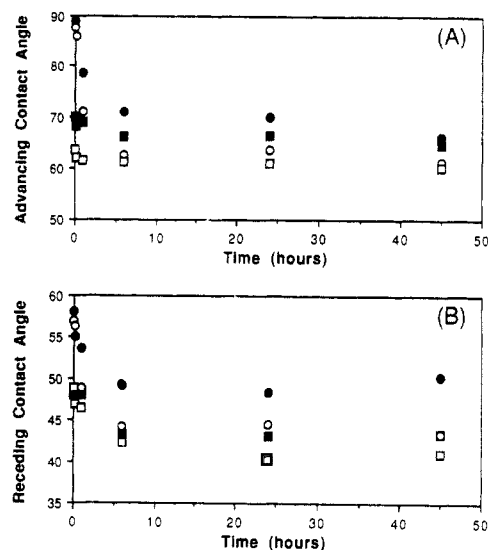 (A)
Advancing Contact Angle
90
80
70
60
50
0 10 20 30 40 50
Time (hours)
(B)
Receding Contact Angle
60
55
50
45
40
35
0 10 20 30 40 50
Time (hours)